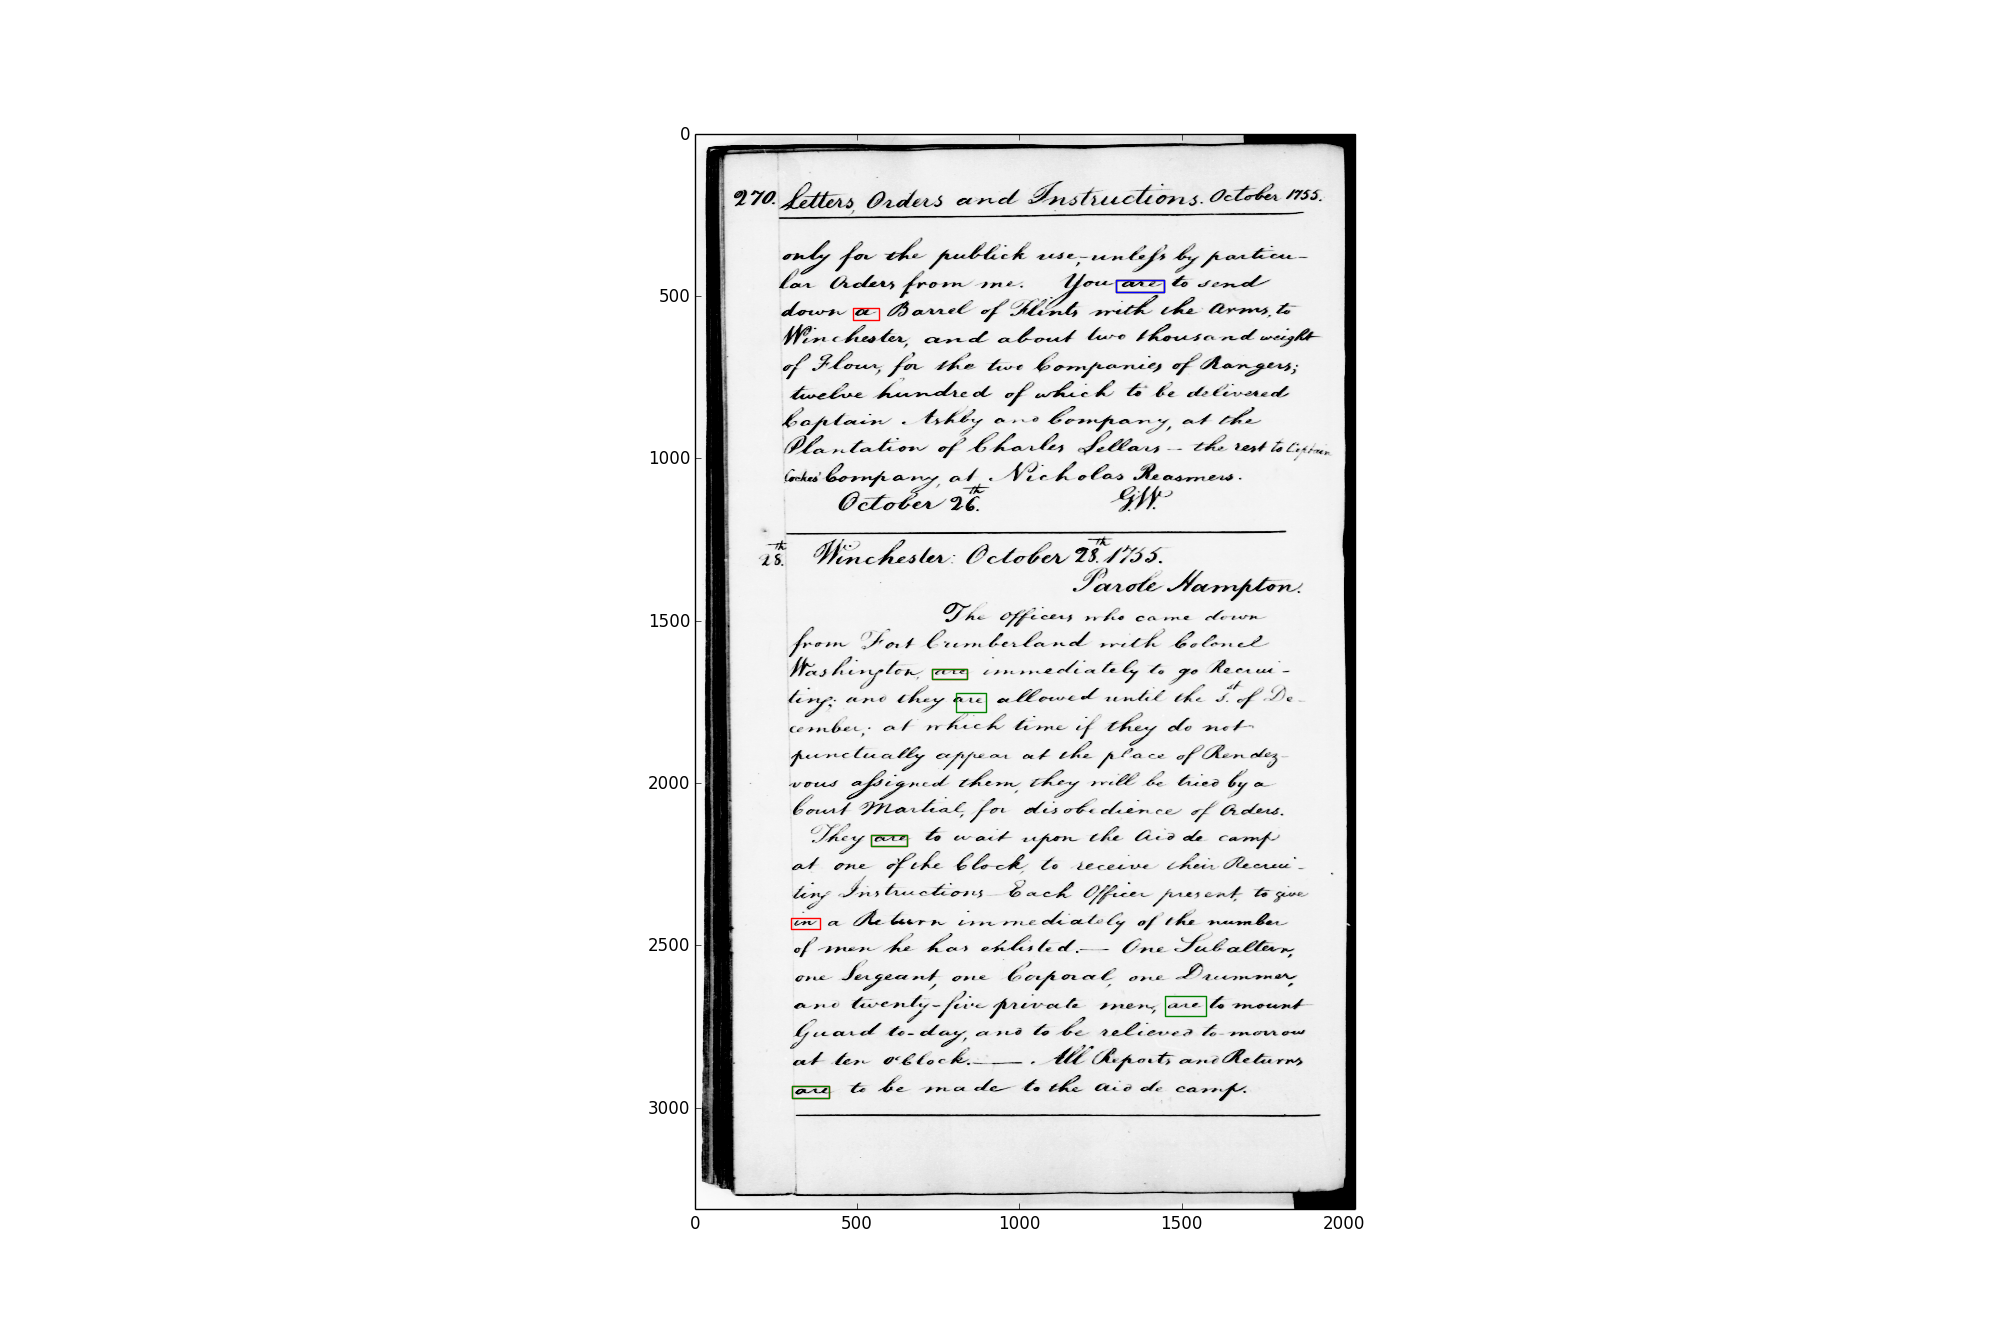 0
500
1000
1500
2000
2500
3000
0 500 1000 1500 2000
270. Letters, Orders and Instructions. October 1755.
only for the publick use,-unless by particu-
lar Orders from me. You are to send
down a Barrel of Flints with the Arms, to
Winchester, and about two thousand weight
of Flour, for the two Companies of Rangers;
twelve hundred of which to be delivered
Captain Ashby and Company, at the
Plantation of Charles Sellars - the rest to Captain
Cockes' Company, at Nicholas Reasmers.
October 26th. G.W.
28th. Winchester: October 28th. 1755.
Parole Hampton.
The Officers who came down
from Fort Cumberland with Colonel
Washington, are immediately to go Recrui-
ting; and they are allowed until the 1st. of De-
cember; at which time if they do not
punctually appear at the place of Rendez-
vous assigned them, they will be tried by a
Court Martial, for disobedience of Orders.
They are to wait upon the Aid de camp
at one of the Clock, to receive their Recrui-
ting Instructions - Each Officer present, to give
in a Return immediately of the number
of men he has enlisted.- One Subaltern,
one Sergeant, one Corporal, one Drummer,
and twenty-five private men, are to mount
Guard to-day, and to be relieved to-morrow
at ten o'Clock.- . All Reports and Returns
are to be made to the Aid de camp.